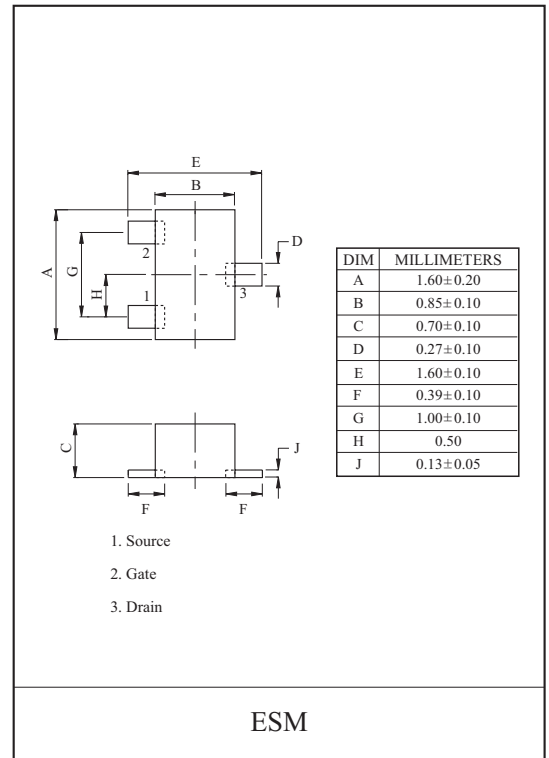 E
B
A
G
H
2
1
D
3
DIM MILLIMETERS
A 1.60±0.20
B 0.85±0.10
C 0.70±0.10
D 0.27±0.10
E 1.60±0.10
F 0.39±0.10
G 1.00±0.10
H 0.50
J 0.13±0.05
C
J
F F
1. Source
2. Gate
3. Drain
ESM